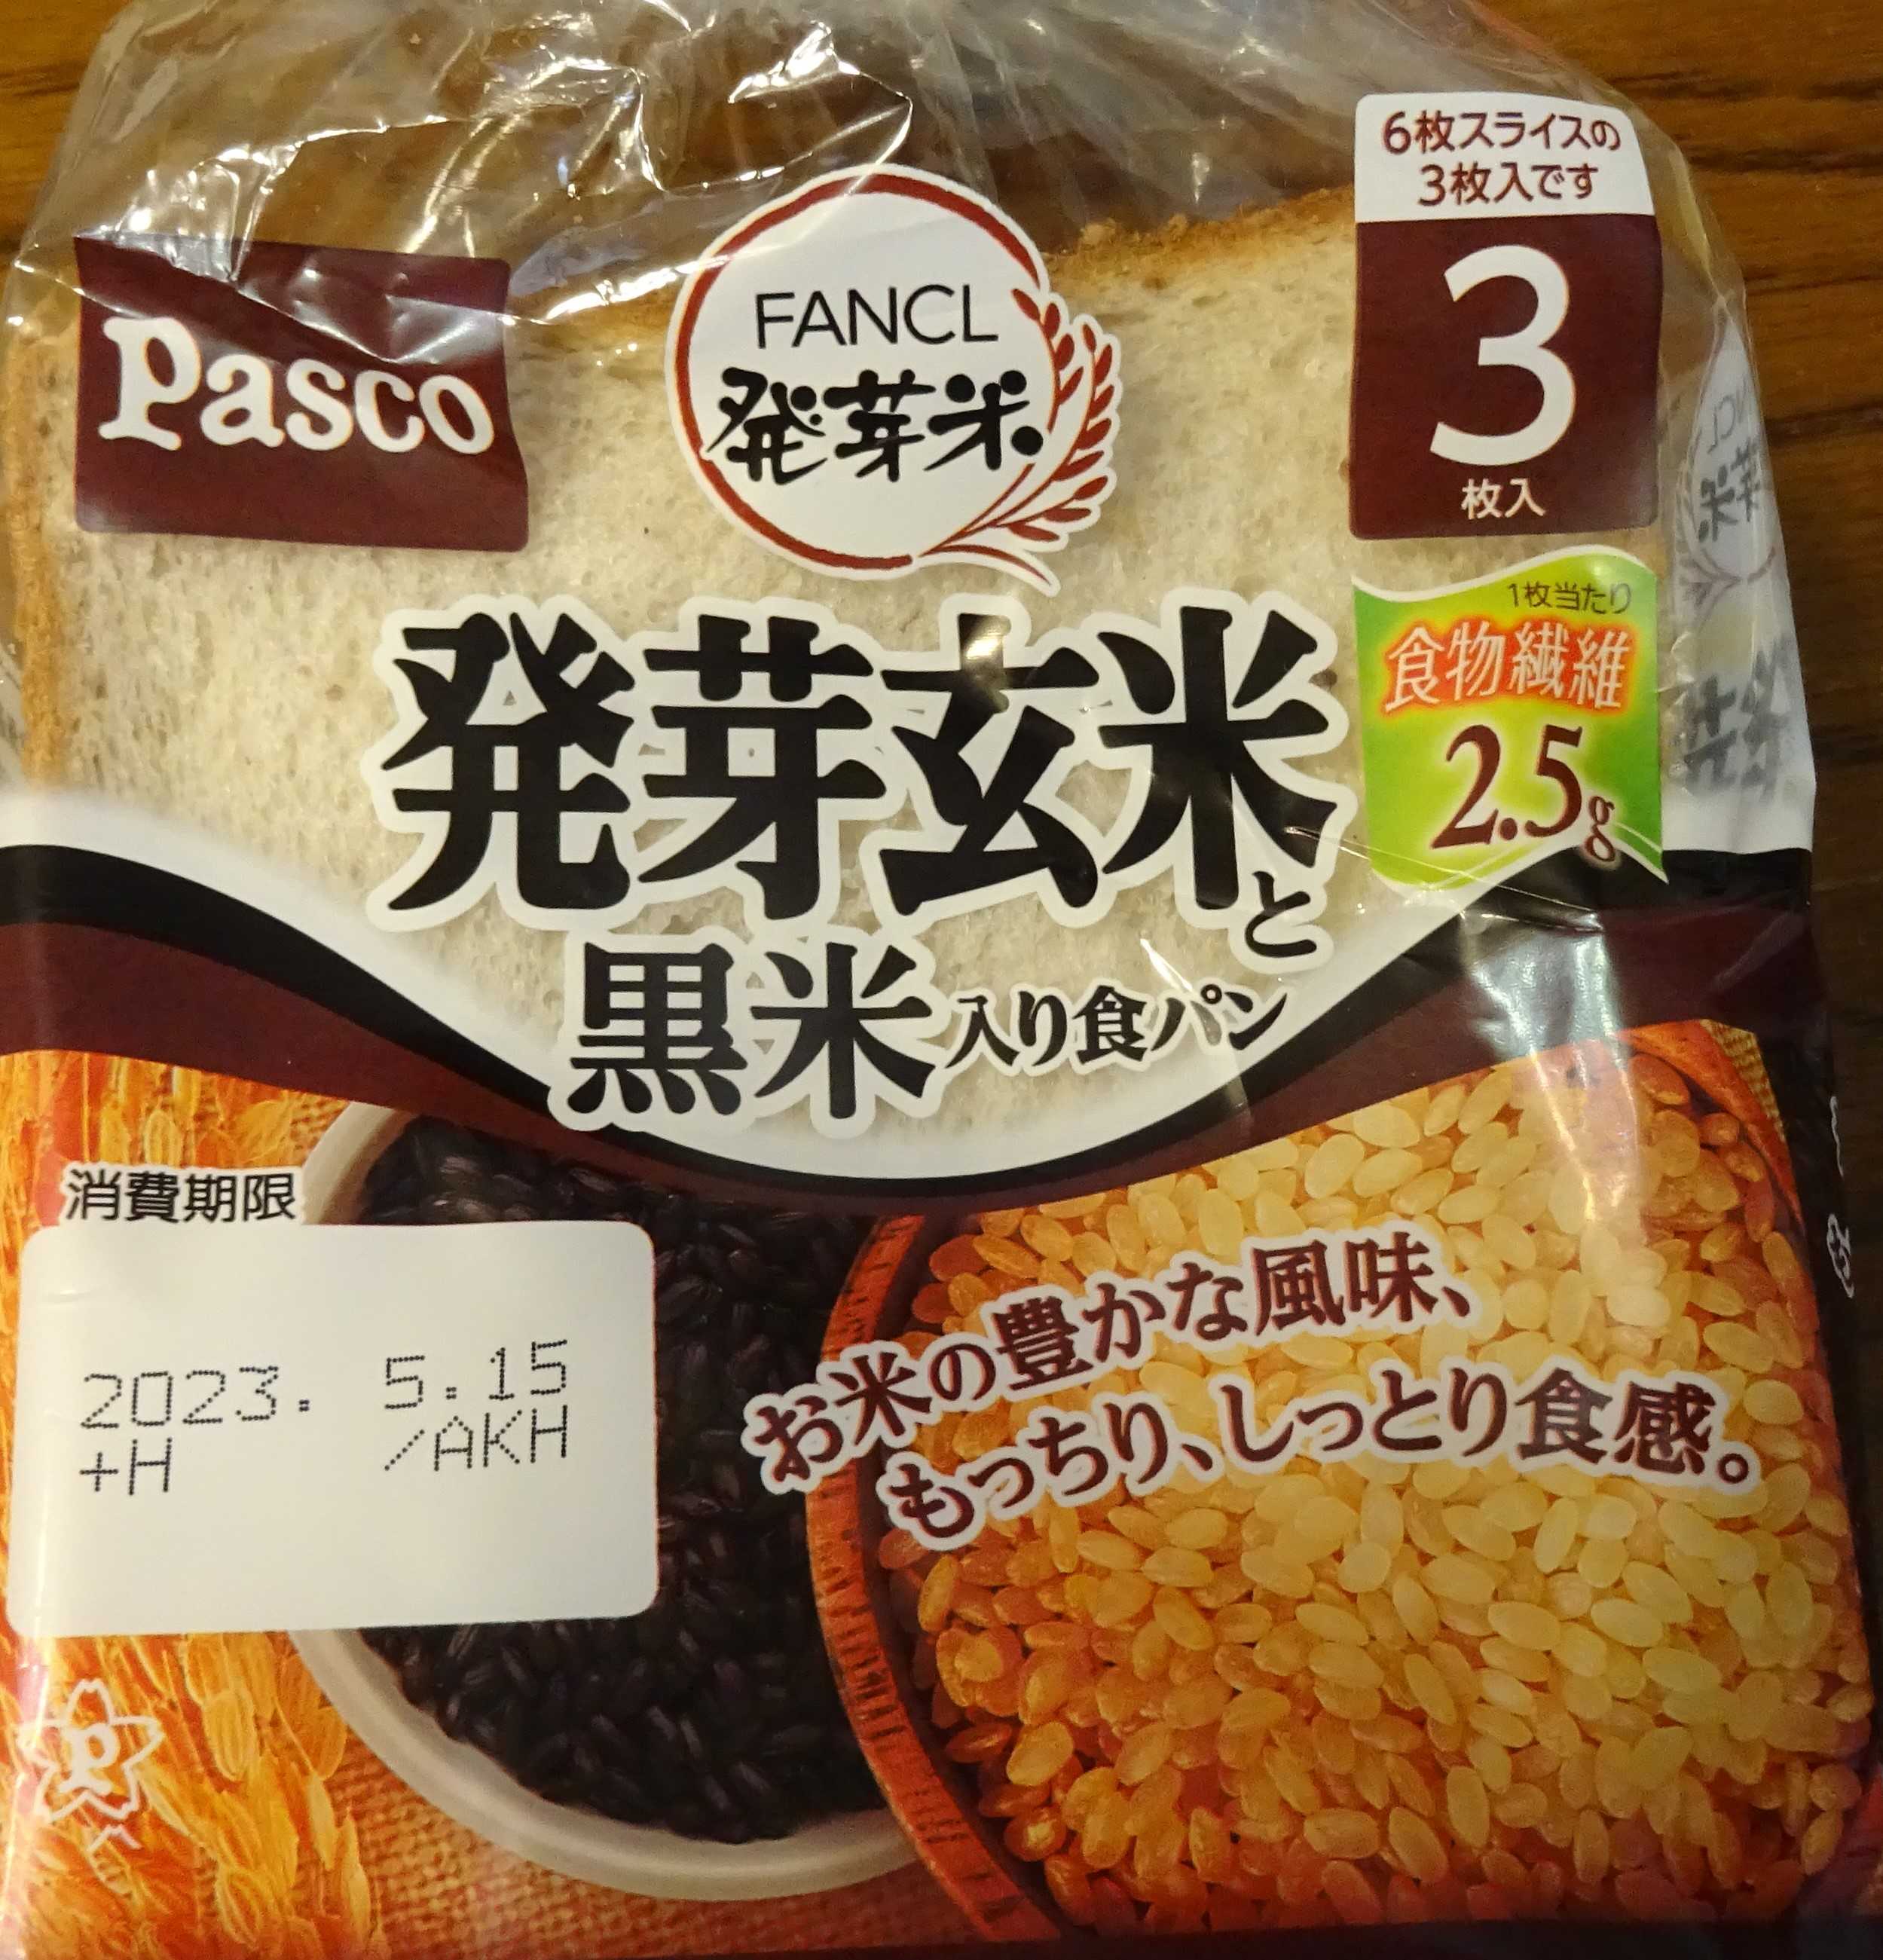 6枚スライスの
3枚入です
Pasco
FANCL
発芽米
3
枚入
1枚当たり
食物繊維
2.5g
発芽玄米と
黒米入り食パン
消費期限
2023. 5.15
+H /AKH
お米の豊かな風味、
もっちり、しっとり食感。